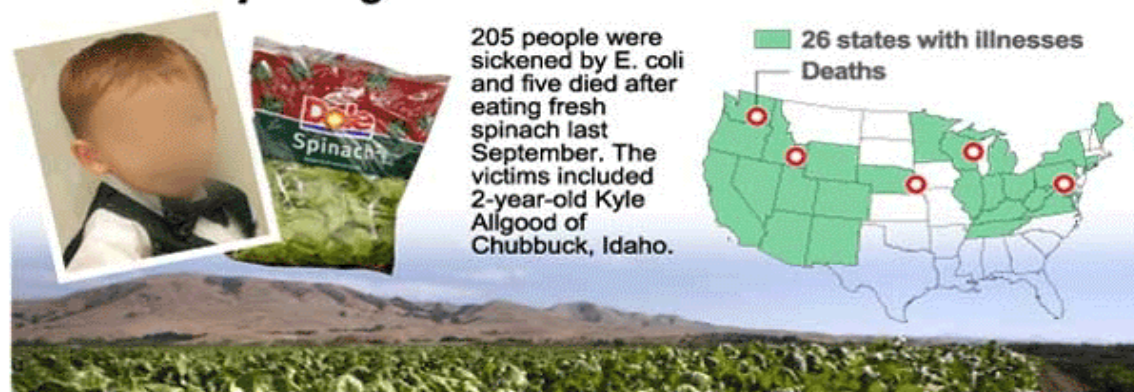 Dole
Spinach
205 people were
sickened by E. coli
and five died after
eating fresh
spinach last
September. The
victims included
2-year-old Kyle
Allgood of
Chubbuck, Idaho.
26 states with illnesses
Deaths